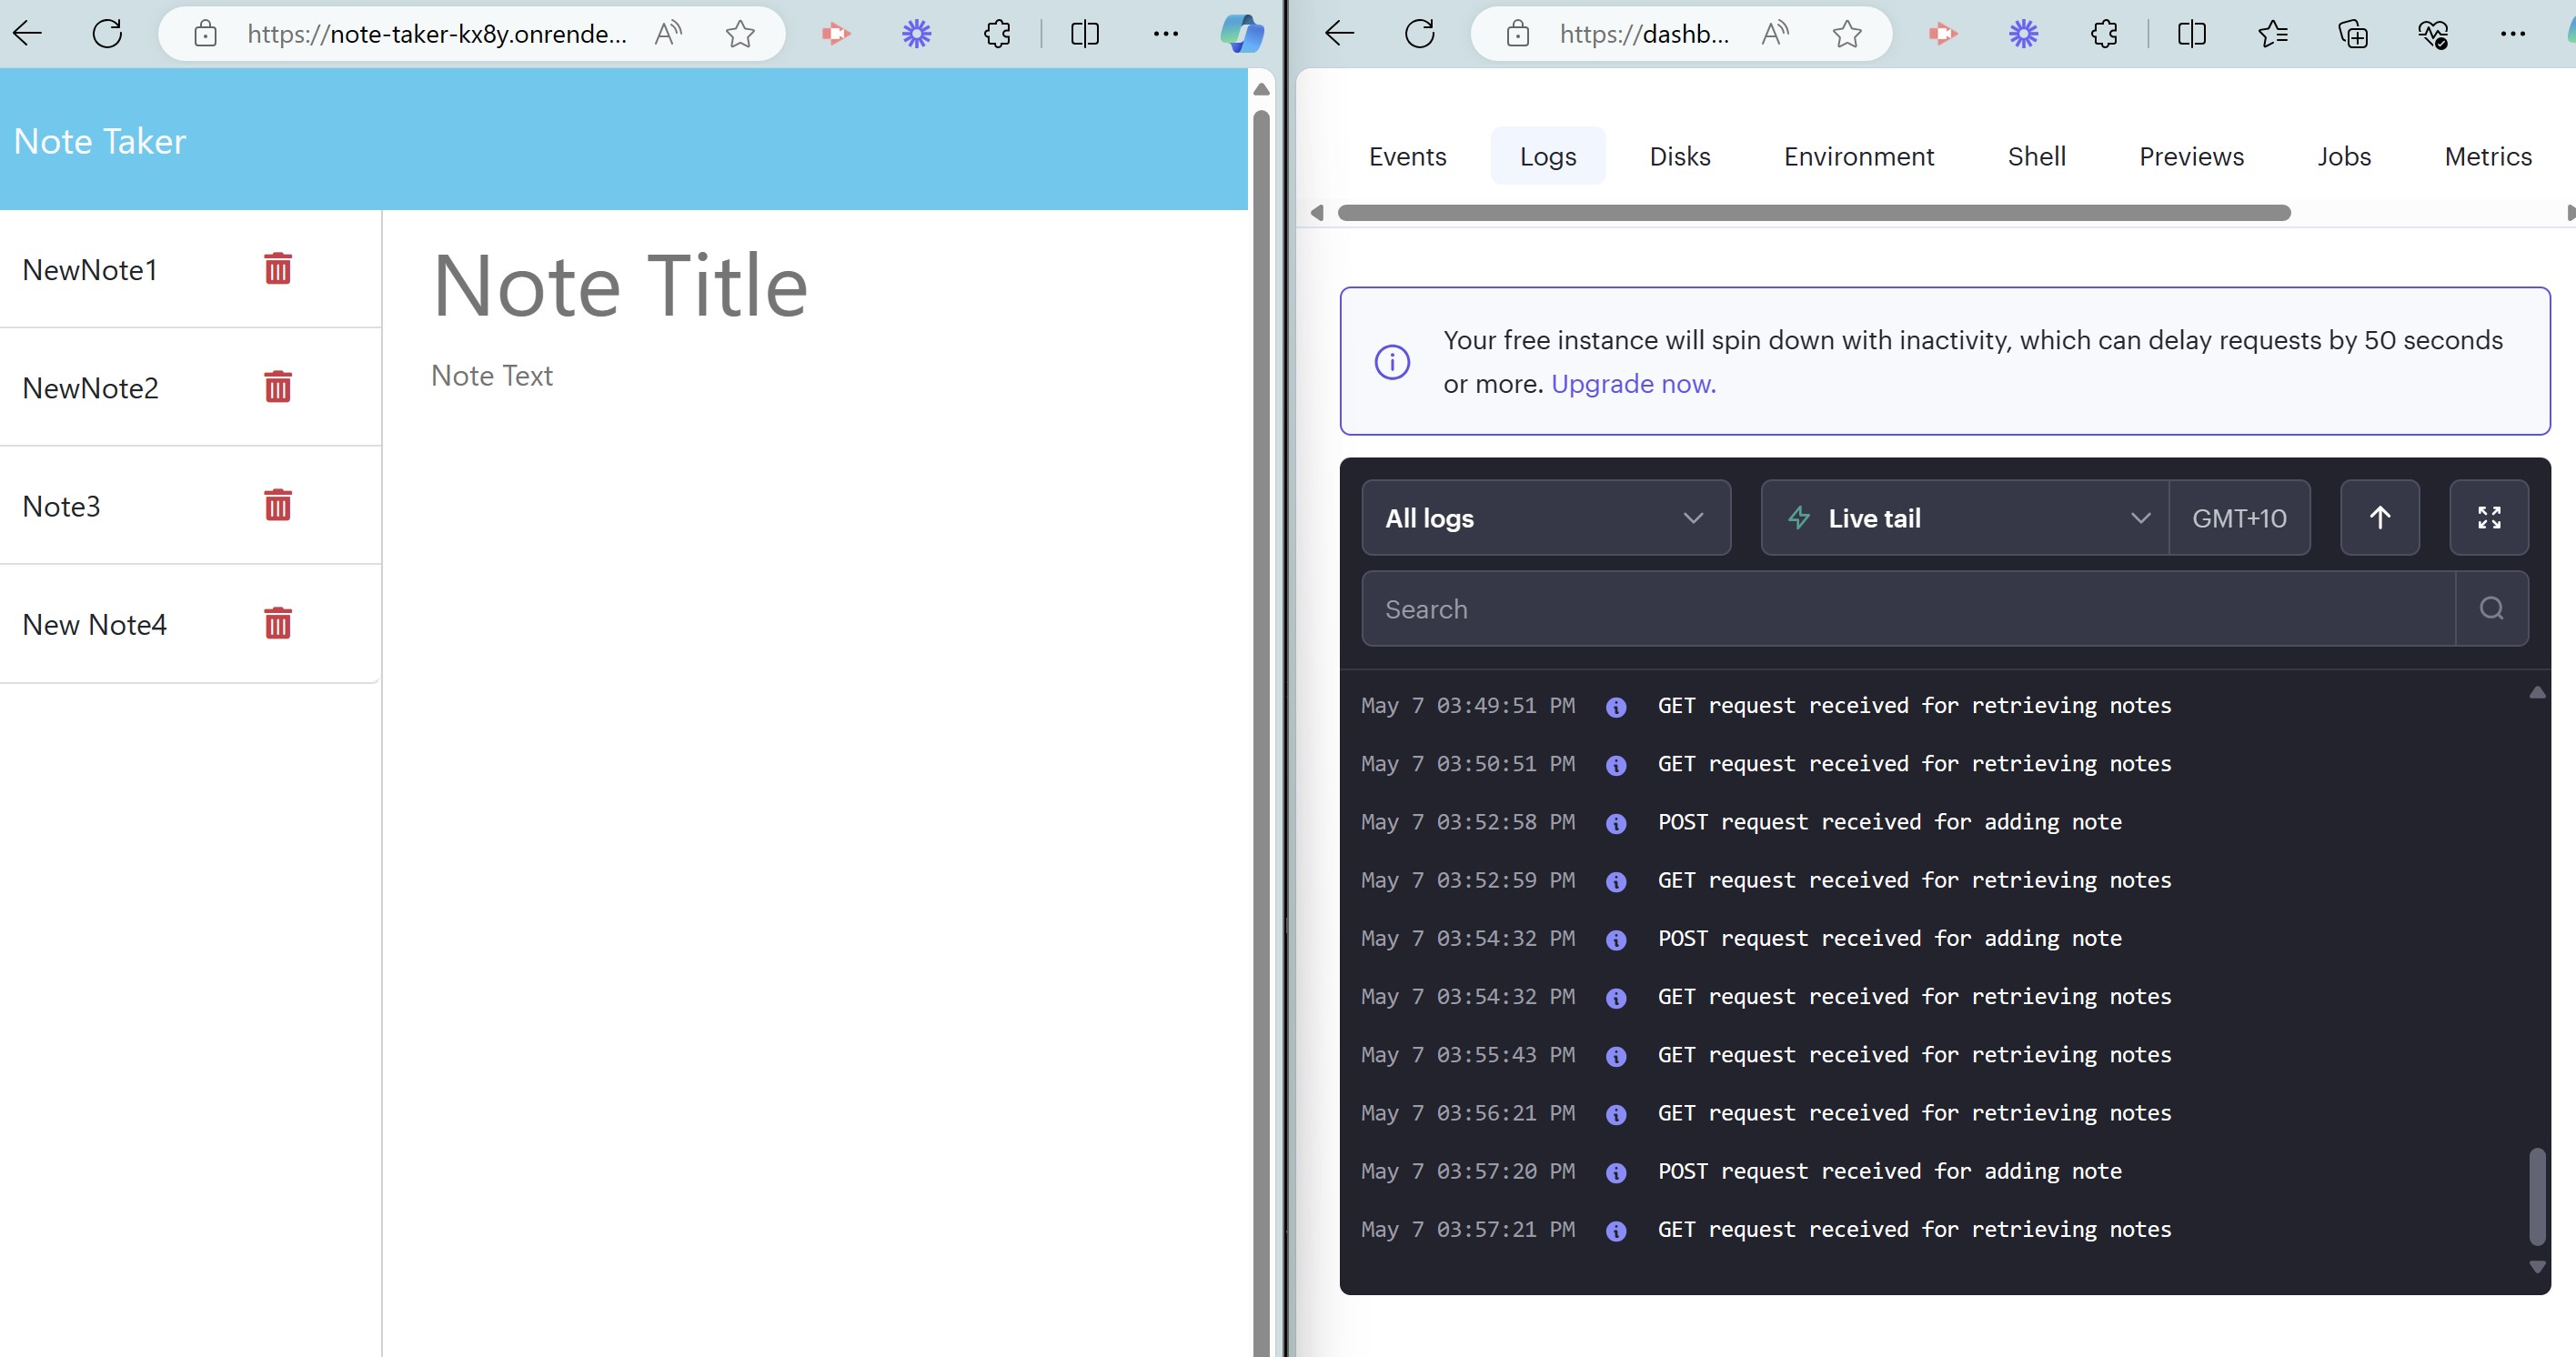 https://note-taker-kx8y.onrende...
Note Taker
NewNote1
NewNote2
Note3
New Note4
Note Title
Note Text
https://dashb...
Events Logs Disks Environment Shell Previews Jobs Metrics
Your free instance will spin down with inactivity, which can delay requests by 50 seconds
or more. Upgrade now.
All logs Live tail GMT+10
Search
May 7 03:49:51 PM GET request received for retrieving notes
May 7 03:50:51 PM GET request received for retrieving notes
May 7 03:52:58 PM POST request received for adding note
May 7 03:52:59 PM GET request received for retrieving notes
May 7 03:54:32 PM POST request received for adding note
May 7 03:54:32 PM GET request received for retrieving notes
May 7 03:55:43 PM GET request received for retrieving notes
May 7 03:56:21 PM GET request received for retrieving notes
May 7 03:57:20 PM POST request received for adding note
May 7 03:57:21 PM GET request received for retrieving notes